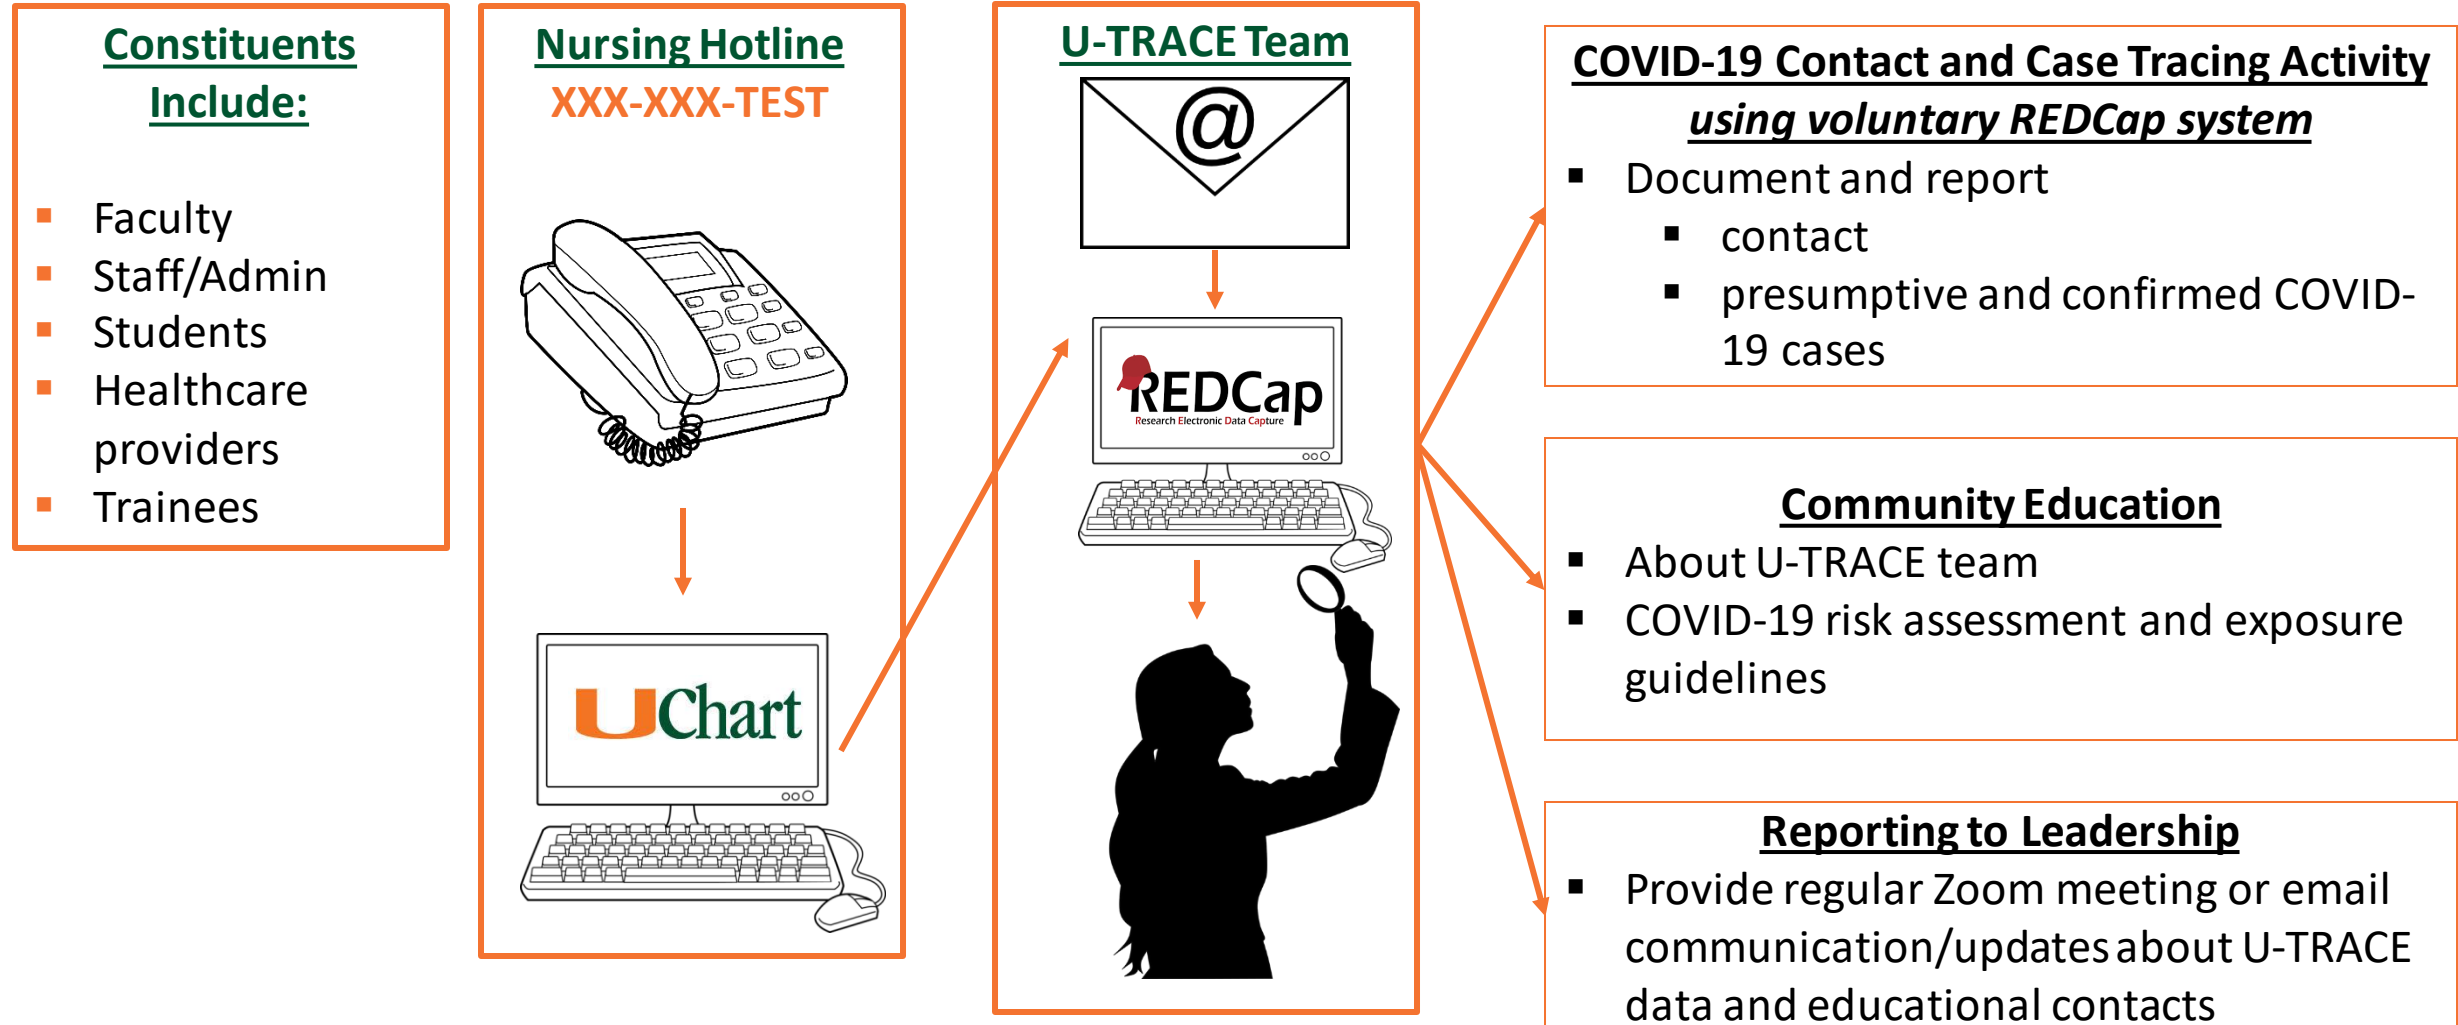 Constituents
Include:
Faculty
Staff/Admin
Students
Healthcare
providers
Trainees
Nursing Hotline
XXX-XXX-TEST
UChart
U-TRACE Team
@
REDCap
Research Electronic Data Capture
COVID-19 Contact and Case Tracing Activity
using voluntary REDCap system
Document and report
contact
presumptive and confirmed COVID-
19 cases
Community Education
About U-TRACE team
COVID-19 risk assessment and exposure
guidelines
Reporting to Leadership
Provide regular Zoom meeting or email
communication/updates about U-TRACE
data and educational contacts